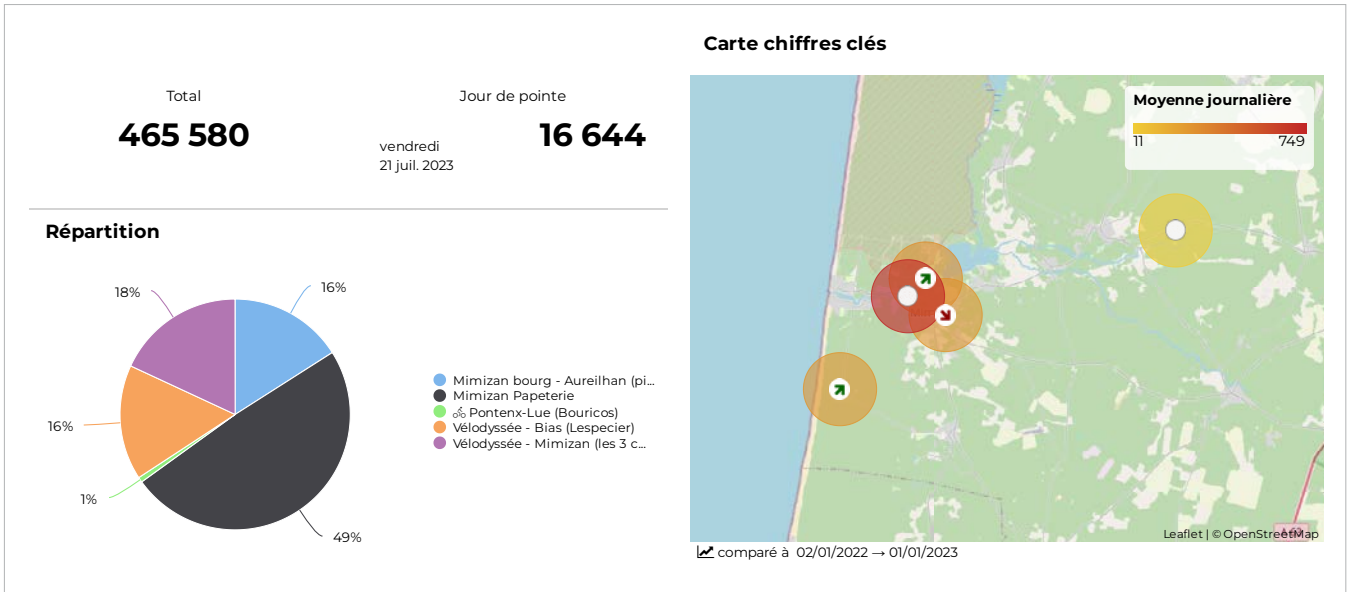 Carte chiffres clés
Total
465 580
Jour de pointe
vendredi
21 juil. 2023
16 644
Moyenne journalière
11
749
Répartition
16%
49%
1%
16%
18%
Mimizan bourg - Aureilhan (pi...
Mimizan Papeterie
Pontenx-Lue (Bouricos)
Vélodyssée - Bias (Lespecier)
Vélodyssée - Mimizan (les 3 c...
Leaflet | © OpenStreetMap
comparé à 02/01/2022 → 01/01/2023